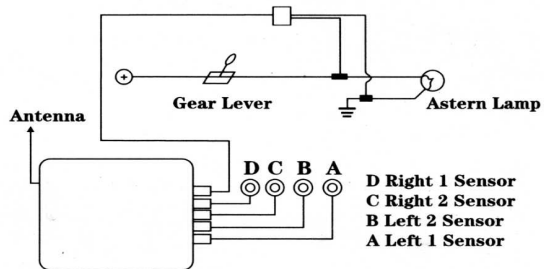 Gear Lever
Astern Lamp
Antenna
D C B A
D Right 1 Sensor
C Right 2 Sensor
B Left 2 Sensor
A Left 1 Sensor